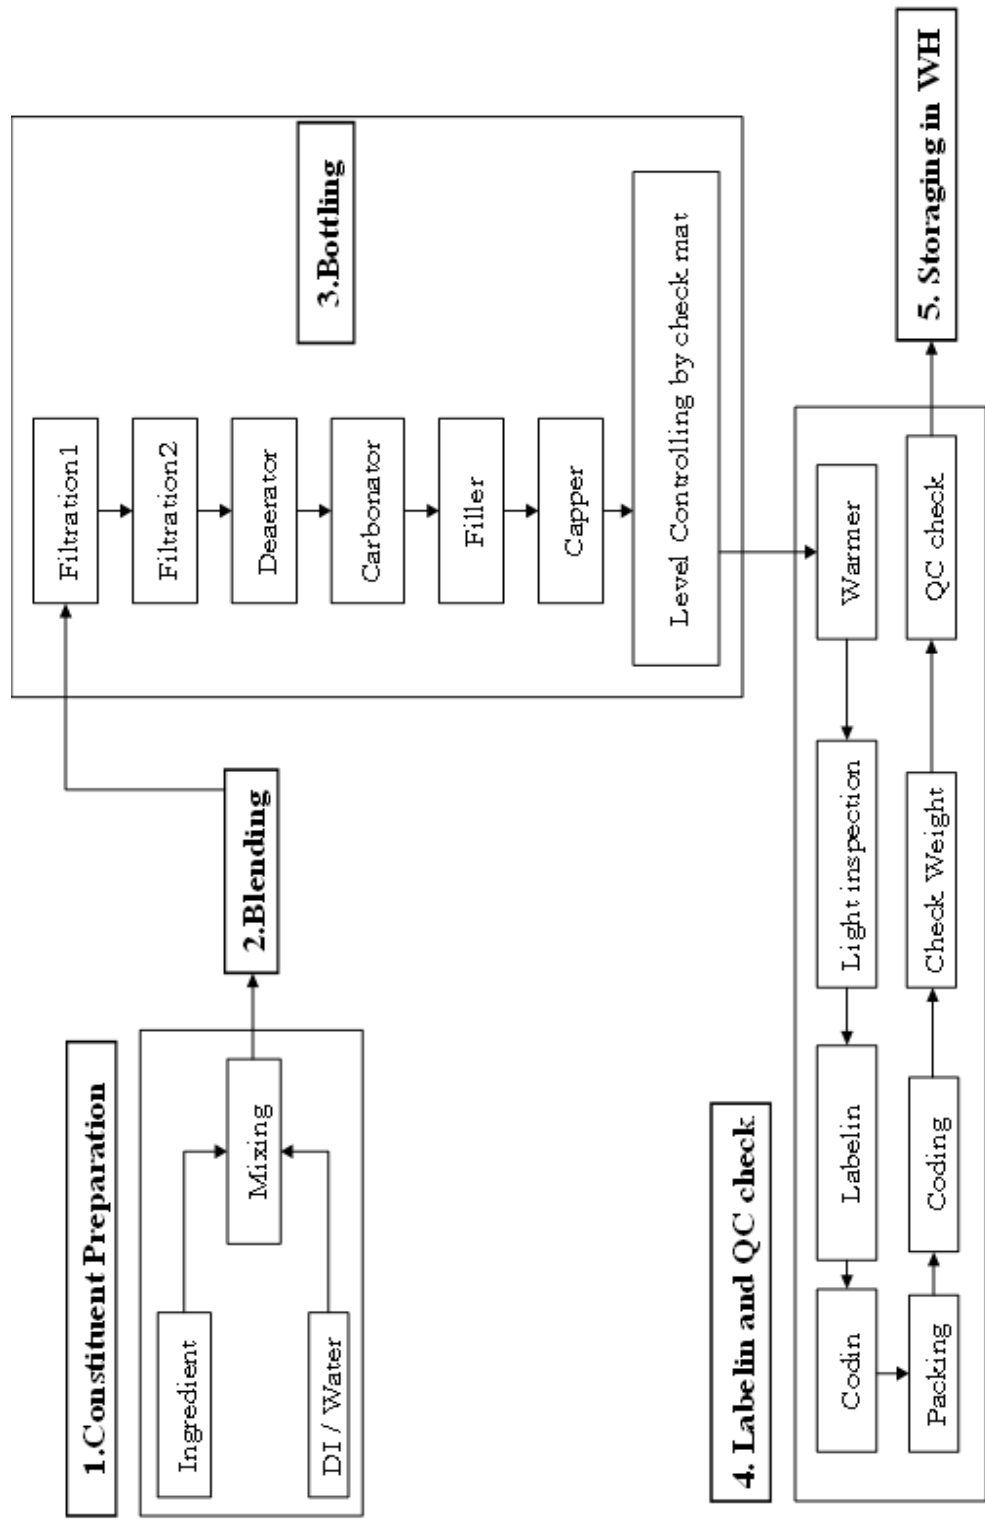 1.Constituent Preparation
Ingredient
DI / Water
Mixing
2.Blending
3.Bottling
Filtration1
Filtration2
Deaerator
Carbonator
Filler
Capper
Level Controlling by check mat
4. Labelin and QC check
Warmer
Light inspection
Labelin
Codin
Packing
Coding
Check Weight
QC check
5. Storaging in WH